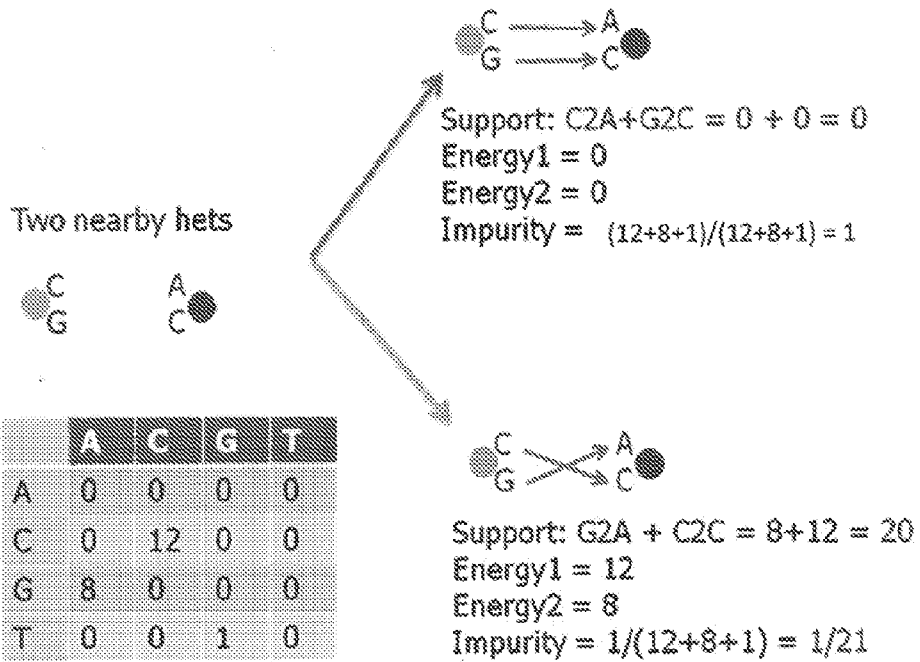 C A
G C
Support: C2A+G2C = 0 + 0 = 0
Energy1 = 0
Energy2 = 0
Impurity = (12+8+1)/(12+8+1) = 1
Two nearby hets
C A
G C
A C G T
A 0 0 0 0
C 0 12 0 0
G 8 0 0 0
T 0 0 1 0
C A
G C
Support: G2A + C2C = 8+12 = 20
Energy1 = 12
Energy2 = 8
Impurity = 1/(12+8+1) = 1/21